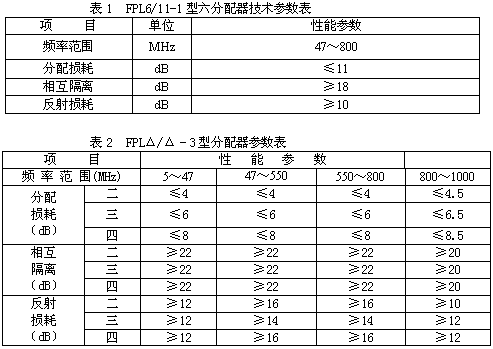 表1 FPL6/11-1型六分配器技术参数表
项 目 单位 性能参数
频率范围 MHz 47～800
分配损耗 dB ≤11
相互隔离 dB ≥18
反射损耗 dB ≥10
表2 FPL△/△-3型分配器参数表
项 目 性 能 参 数
频 率 范 围(MHz) 5～47 47～550 550～800 800～1000
分配损耗(dB) 二 ≤4 ≤4 ≤4 ≤4.5
三 ≤6 ≤6 ≤6 ≤6.5
四 ≤8 ≤8 ≤8 ≤8.5
相互隔离(dB) 二 ≥22 ≥22 ≥22 ≥20
三 ≥22 ≥22 ≥22 ≥20
四 ≥22 ≥22 ≥22 ≥20
反射损耗(dB) 二 ≥12 ≥16 ≥16 ≥10
三 ≥12 ≥14 ≥14 ≥12
四 ≥12 ≥16 ≥16 ≥12